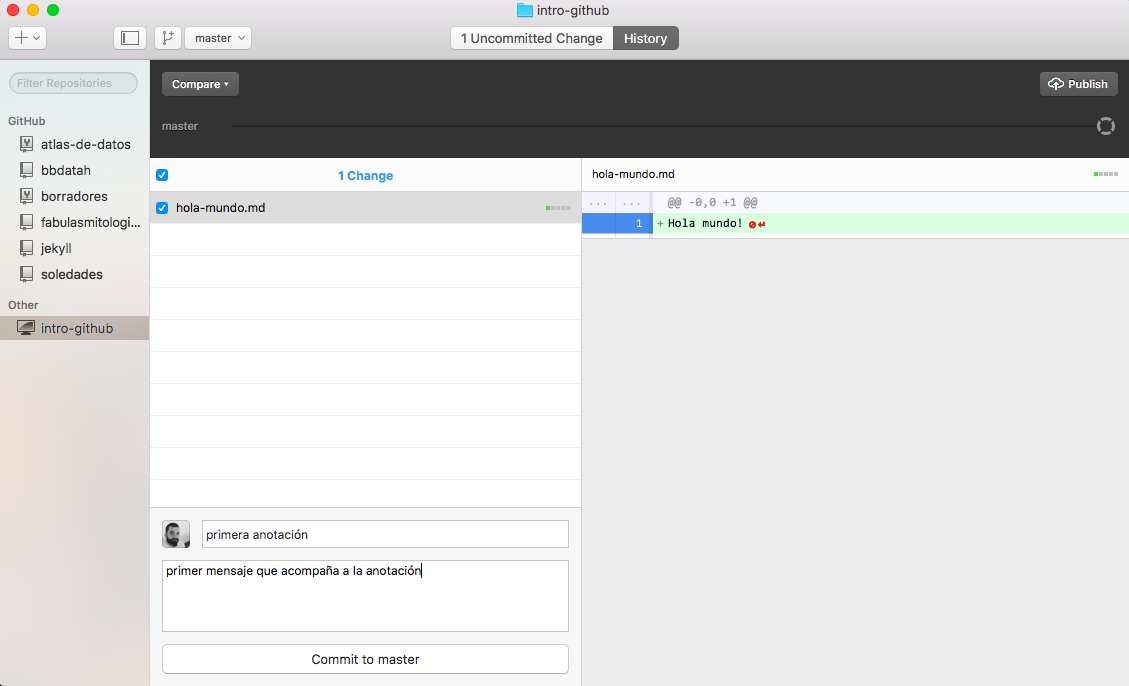 intro-github
master
1 Uncommitted Change
History
Filter Repositories
GitHub
atlas-de-datos
bbdatah
borradores
fabulasmitologi...
jekyll
soledades
Other
intro-github
Compare
Publish
master
1 Change
hola-mundo.md
primera anotación
primer mensaje que acompaña a la anotación
Commit to master
hola-mundo.md
... ... @@ -0,0 +1 @@
1 + Hola mundo!